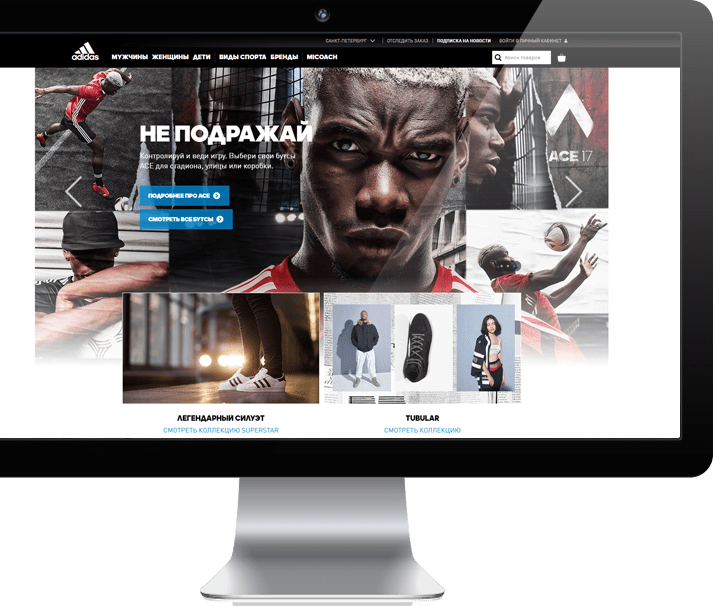 САНКТ-ПЕТЕРБУРГ ОТСЛЕДИТЬ ЗАКАЗ ПОДПИСКА НА НОВОСТИ ВОЙТИ В ЛИЧНЫЙ КАБИНЕТ
adidas МУЖЧИНЫ ЖЕНЩИНЫ ДЕТИ ВИДЫ СПОРТА БРЕНДЫ MICOACH Поиск товаров
НЕ ПОДРАЖАЙ
Контролируй и веди игру. Выбери свои бутсы
ACE для стадиона, улицы или коробки.
ACE 17
ПОДРОБНЕЕ ПРО ACE
СМОТРЕТЬ ВСЕ БУТСЫ
ЛЕГЕНДАРНЫЙ СИЛУЭТ
СМОТРЕТЬ КОЛЛЕКЦИЮ SUPERSTAR
TUBULAR
СМОТРЕТЬ КОЛЛЕКЦИЮ